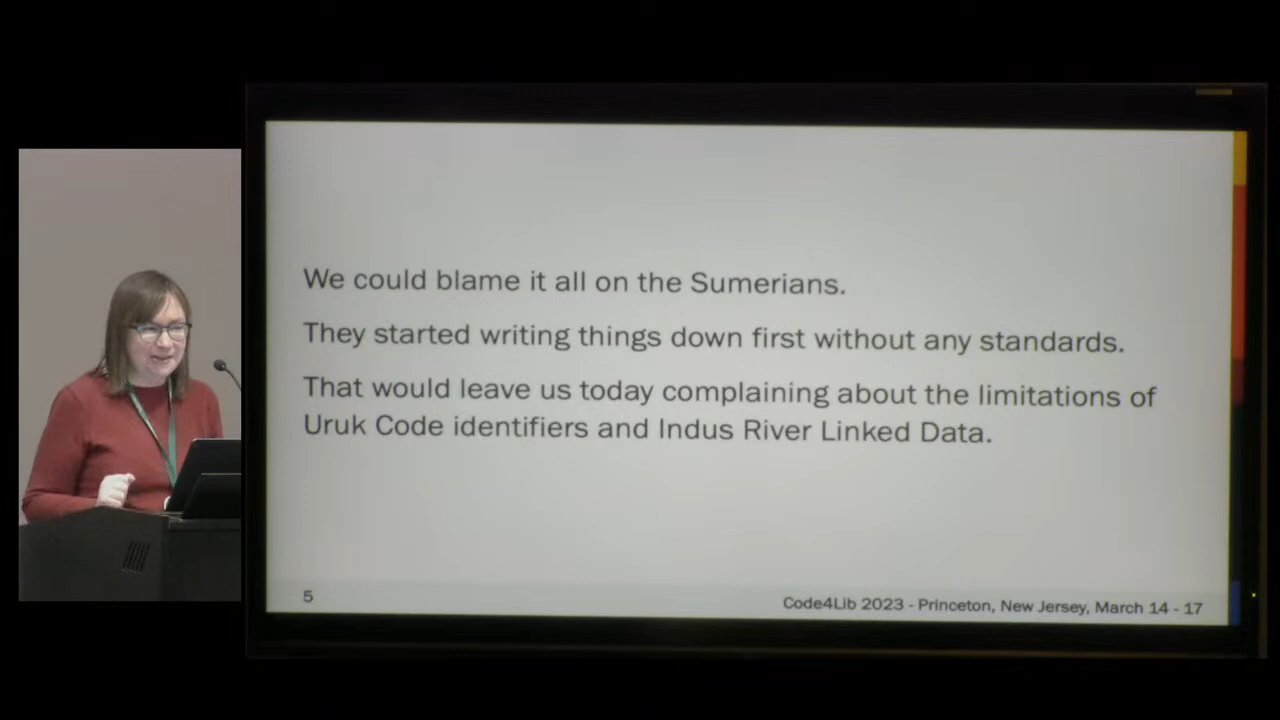 We could blame it all on the Sumerians.
They started writing things down first without any standards.
That would leave us today complaining about the limitations of
Uruk Code identifiers and Indus River Linked Data.
5
Code4Lib 2023 - Princeton, New Jersey, March 14 - 17